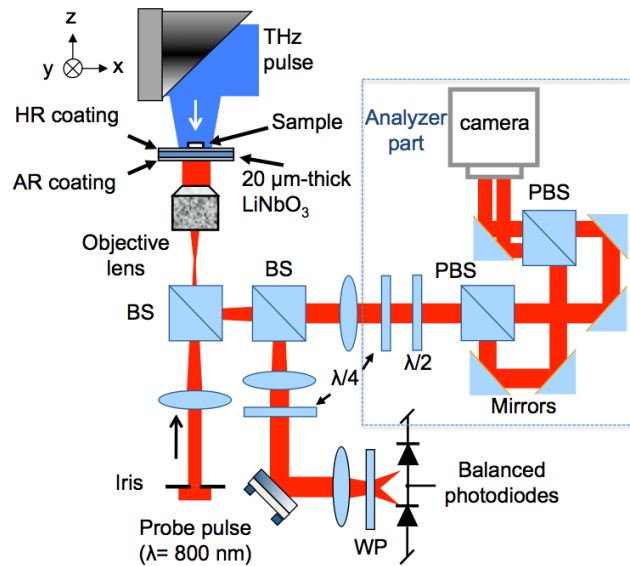 z
y
x
THz
pulse
HR coating
Sample
AR coating
20 μm-thick
LiNbO3
Objective
lens
Analyzer
part
camera
PBS
BS
BS
PBS
λ/4
λ/2
Mirrors
Iris
Probe pulse
(λ= 800 nm)
WP
Balanced
photodiodes